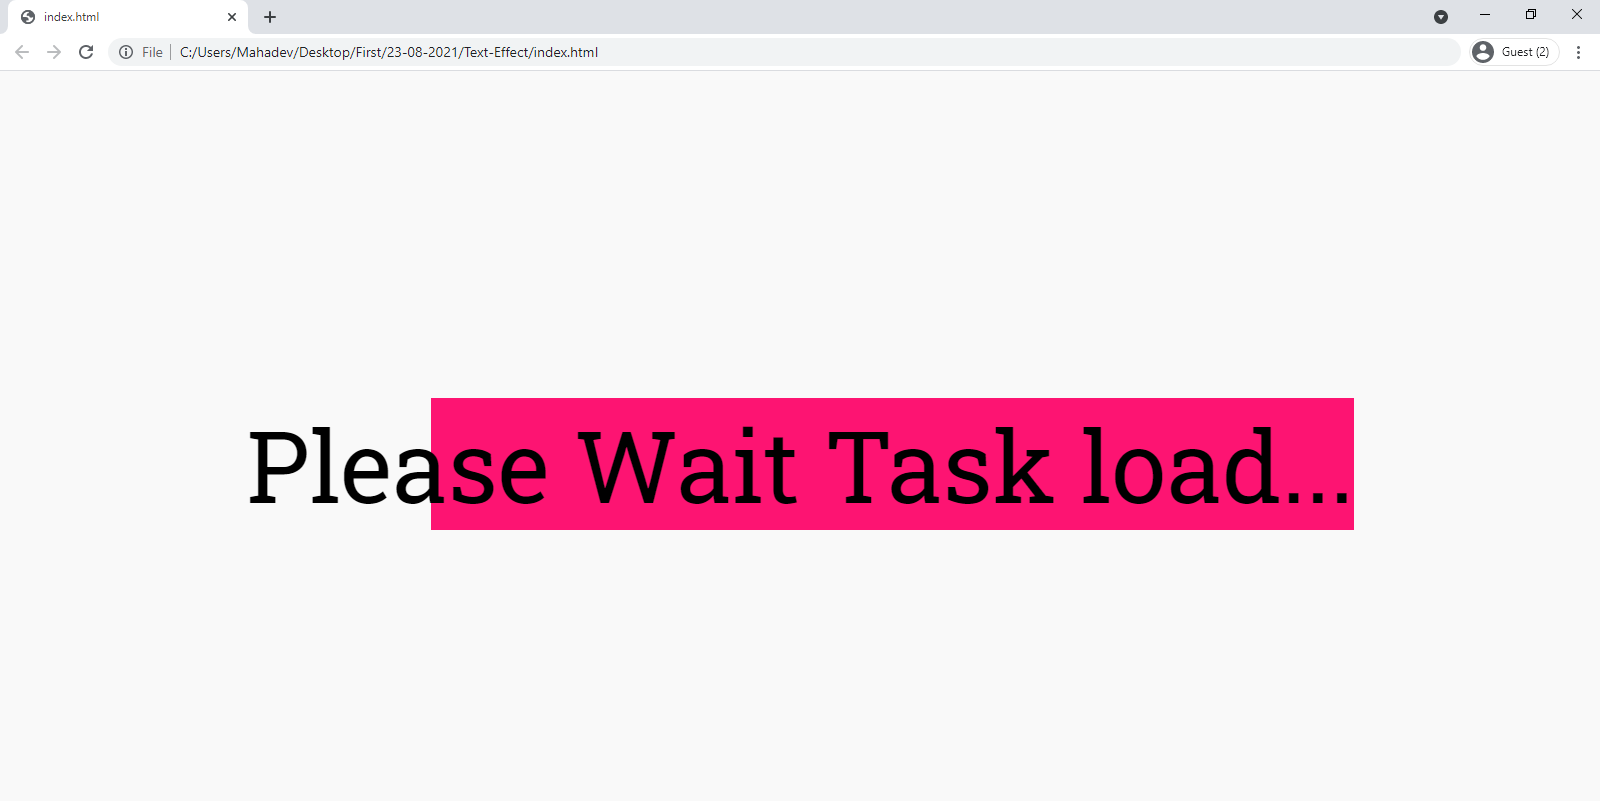 index.html
File C:/Users/Mahadev/Desktop/First/23-08-2021/Text-Effect/index.html Guest (2)
Please Wait Task load...